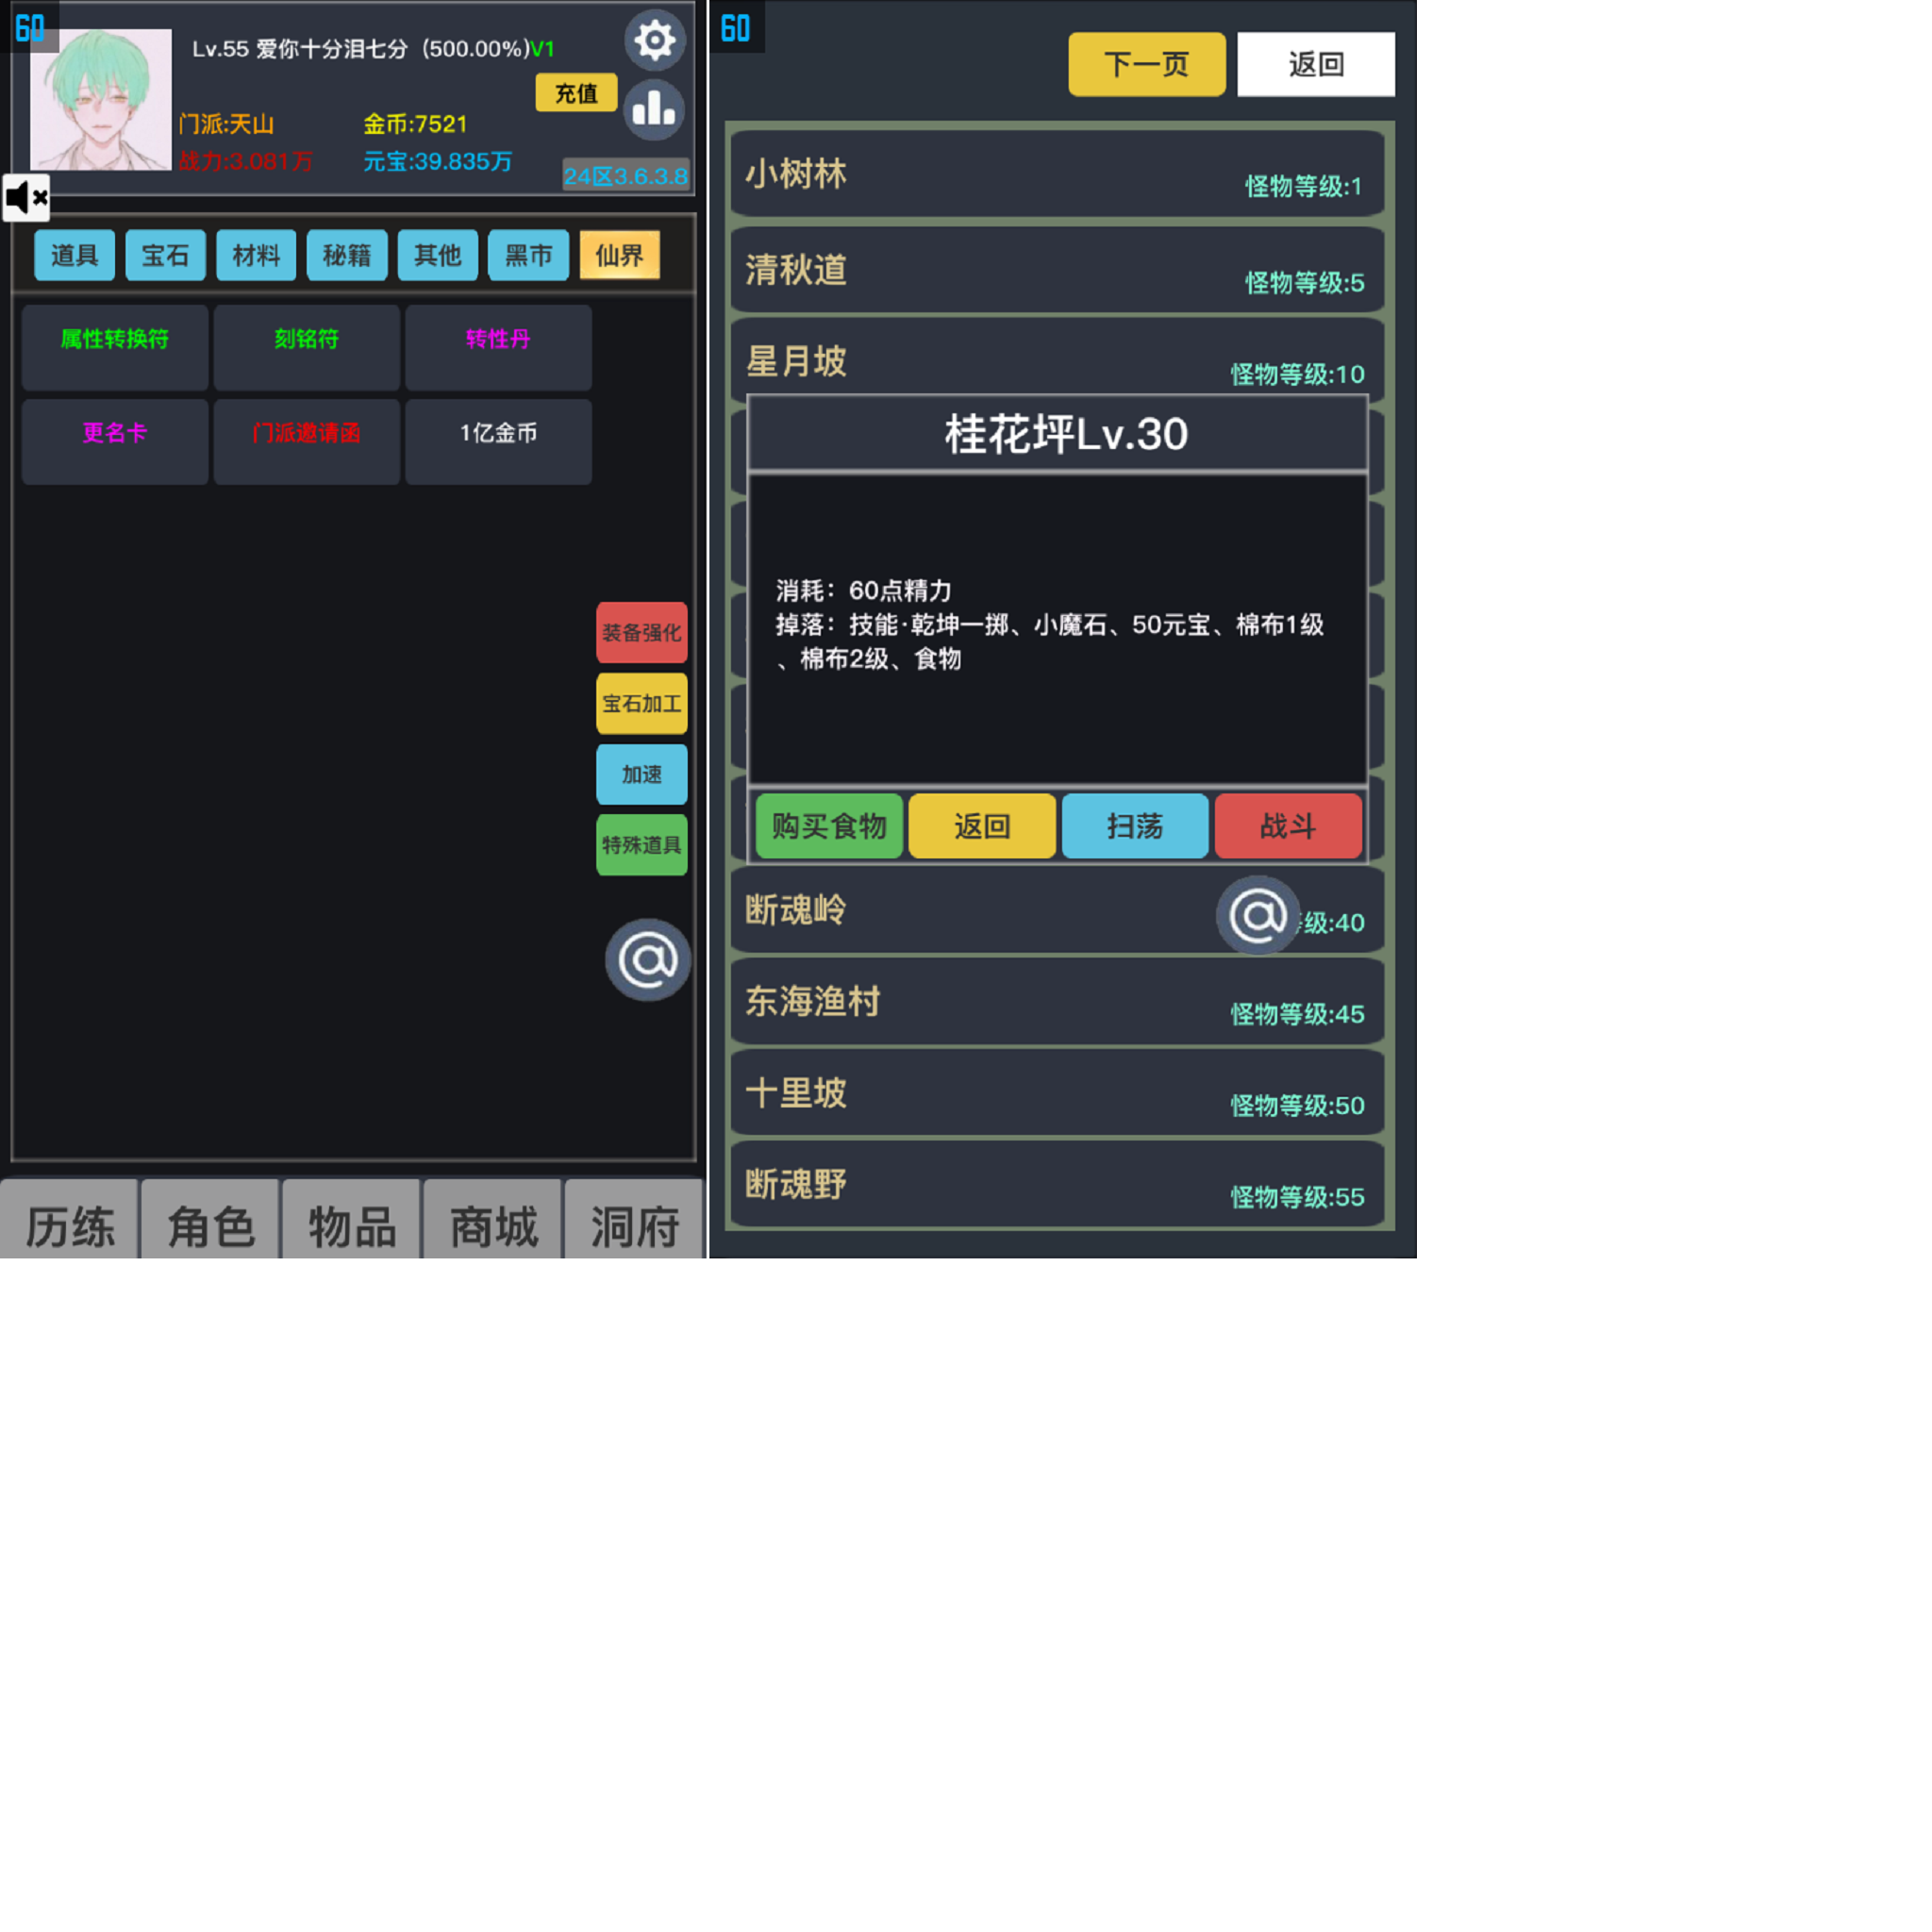 60
Lv.55 爱你十分泪七分 (500.00%)V1
充值
门派:天山
金币:7521
战力:3.081万
元宝:39.835万
24区3.6.3.8
道具
宝石
材料
秘籍
其他
黑市
仙界
属性转换符
刻铭符
转性丹
更名卡
门派邀请函
1亿金币
装备强化
宝石加工
加速
特殊道具
@
历练
角色
物品
商城
洞府
60
下一页
返回
小树林
怪物等级:1
清秋道
怪物等级:5
星月坡
怪物等级:10
桂花坪Lv.30
消耗：60点精力
掉落：技能·乾坤一掷、小魔石、50元宝、棉布1级
、棉布2级、食物
购买食物
返回
扫荡
战斗
断魂岭
@
级:40
东海渔村
怪物等级:45
十里坡
怪物等级:50
断魂野
怪物等级:55